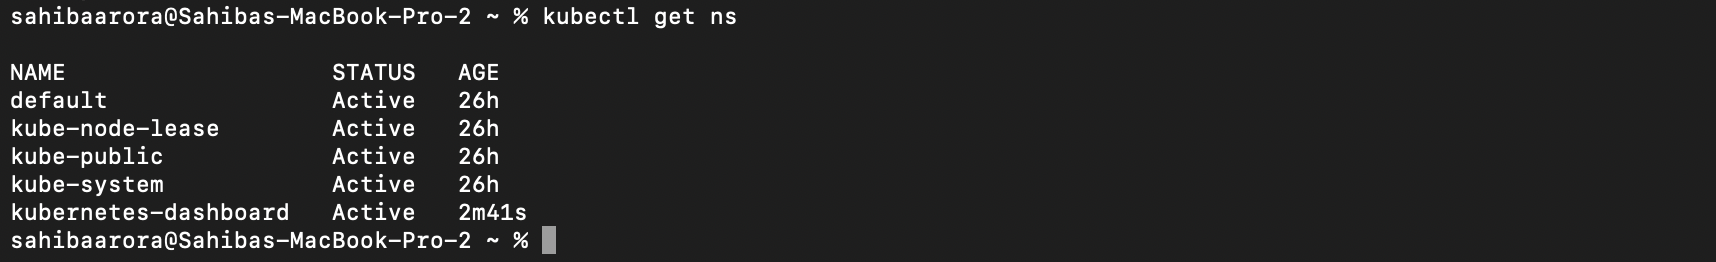 sahibaarora@Sahibas-MacBook-Pro-2 ~ % kubectl get ns
NAME STATUS AGE
default Active 26h
kube-node-lease Active 26h
kube-public Active 26h
kube-system Active 26h
kubernetes-dashboard Active 2m41s
sahibaarora@Sahibas-MacBook-Pro-2 ~ %